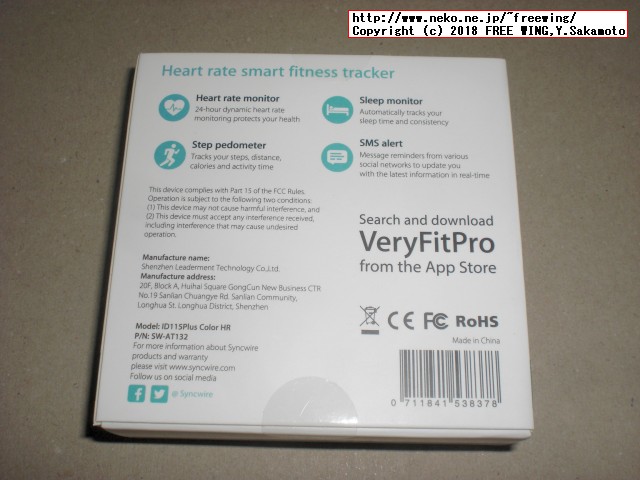 http://www.neko.ne.jp/~freewing/
Copyright (c) 2018 FREE WING,Y.Sakamoto
Heart rate smart fitness tracker
Heart rate monitor
24-hour dynamic heart rate
monitoring protects your health
Sleep monitor
Automatically tracks your
sleep time and consistency
Step pedometer
Tracks your steps, distance,
calories and activity time
SMS alert
Message reminders from various
social networks to update you
with the latest information in real-time
This device complies with Part 15 of the FCC Rules.
Operation is subject to the following two conditions:
(1) This device may not cause harmful interference, and
(2) This device must accept any interference received,
including interference that may cause undesired
operation.
Search and download
VeryFitPro
from the App Store
Manufacture name:
Shenzhen Leaderment Technology Co.,Ltd.
Manufacture address:
20F, Block A, Huihai Square GongCun New Business CTR
No.19 Sanlian Chuangye Rd. Sanlian Community,
Longhua St. Longhua District, Shenzhen
Model: ID115Plus Color HR
P/N: SW-AT132
For more information about Syncwire
products and warranty
please visit www.syncwire.com
Follow us on social media
@ Syncwire
CE FC RoHS
Made in China
0 711841 538378